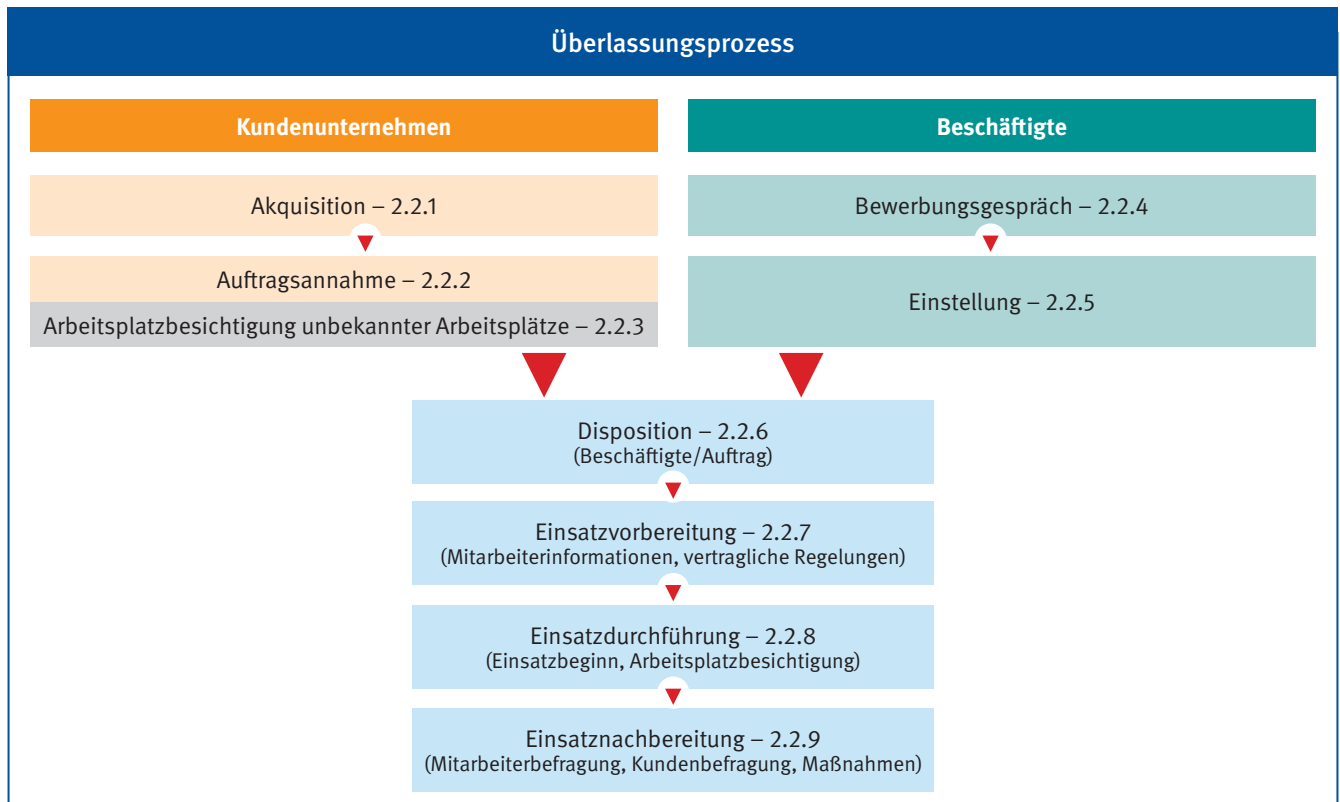 Überlassungsprozess
Kundenunternehmen
Akquisition – 2.2.1
Auftragsannahme – 2.2.2
Arbeitsplatzbesichtigung unbekannter Arbeitsplätze – 2.2.3
Beschäftigte
Bewerbungsgespräch – 2.2.4
Einstellung – 2.2.5
Disposition – 2.2.6
(Beschäftigte/Auftrag)
Einsatzvorbereitung – 2.2.7
(Mitarbeiterinformationen, vertragliche Regelungen)
Einsatzdurchführung – 2.2.8
(Einsatzbeginn, Arbeitsplatzbesichtigung)
Einsatznachbereitung – 2.2.9
(Mitarbeiterbefragung, Kundenbefragung, Maßnahmen)